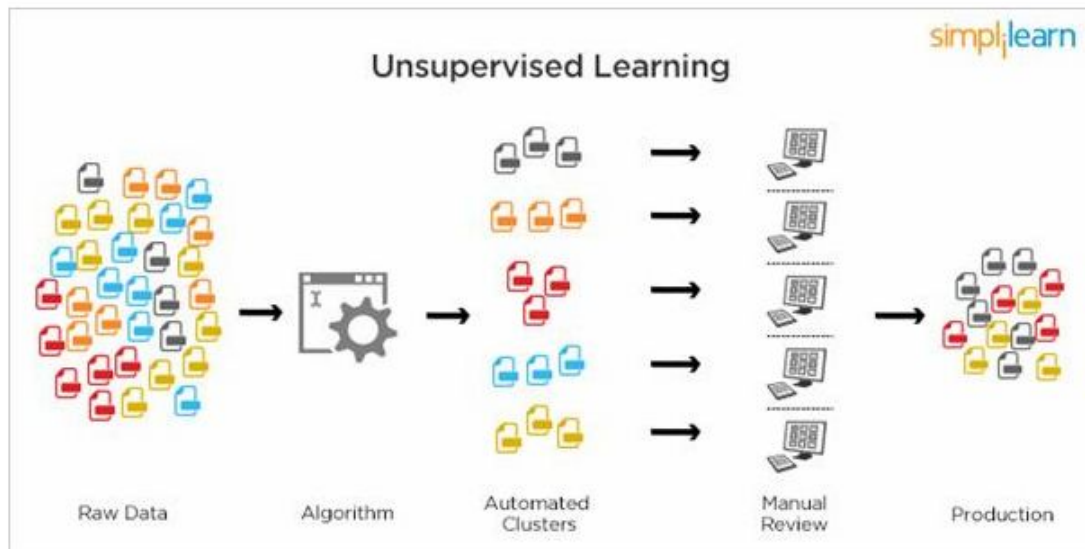 simplilearn
Unsupervised Learning
Raw Data
Algorithm
Automated
Clusters
Manual
Review
Production